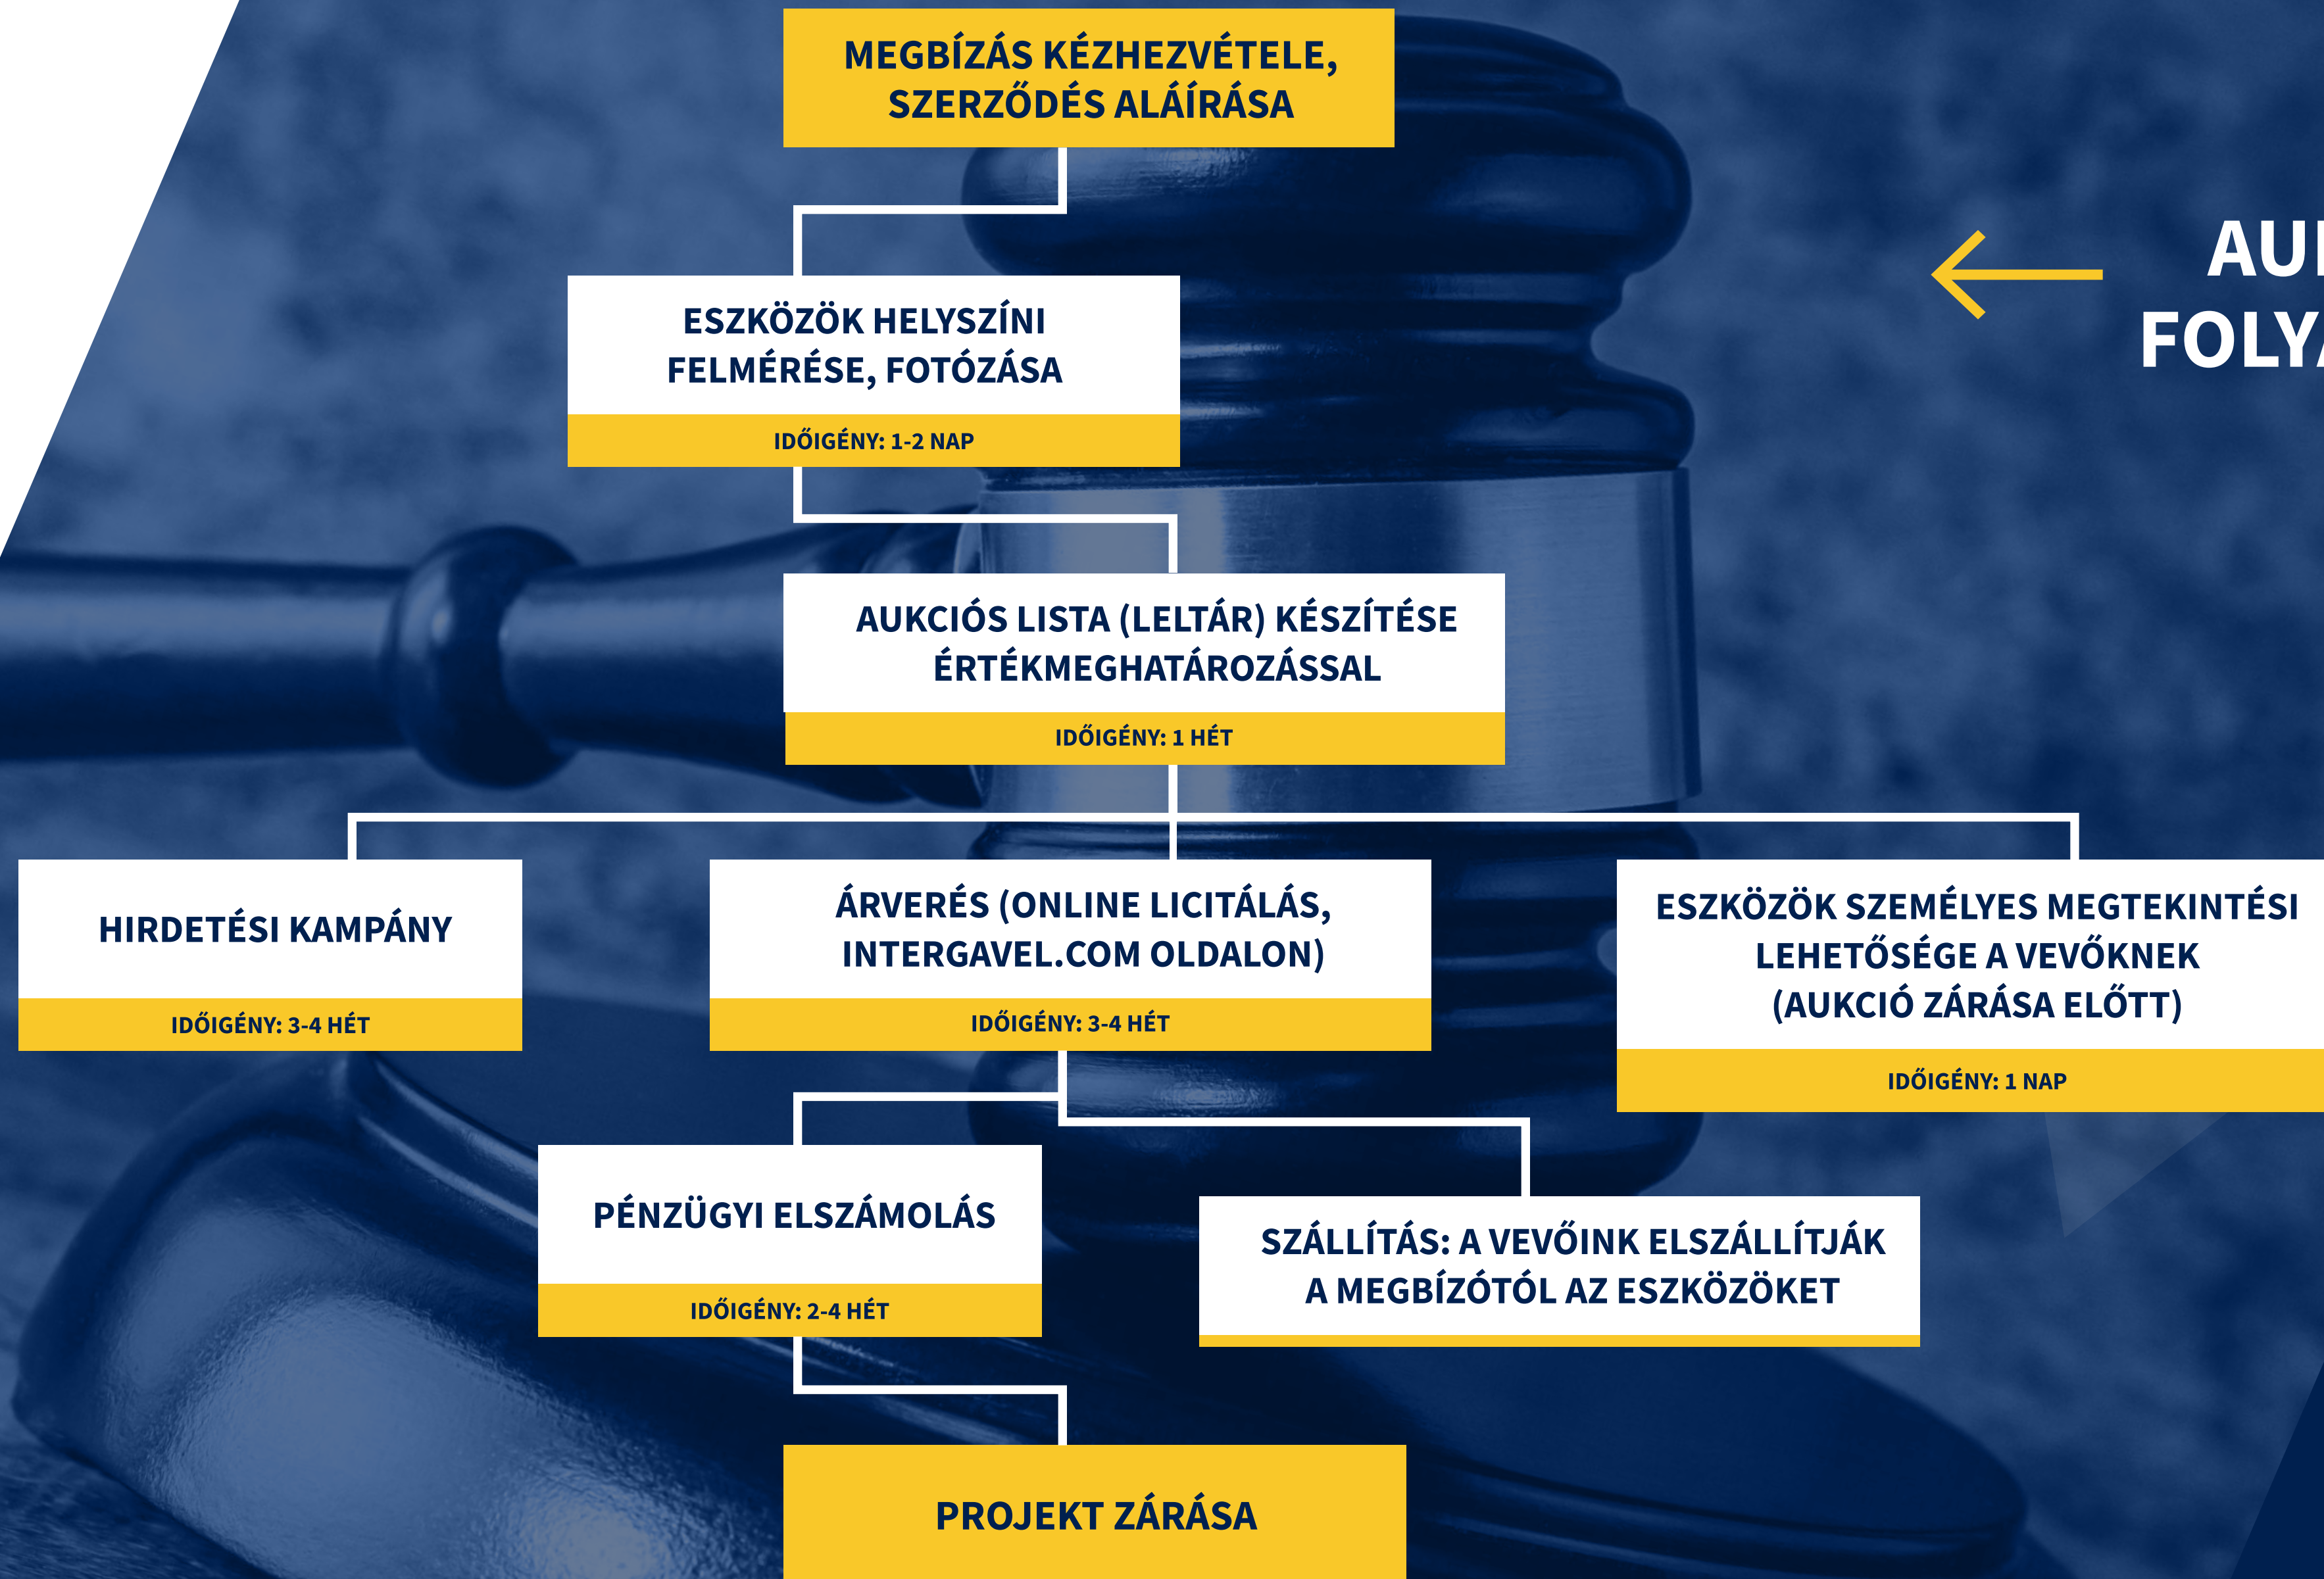 MEGBÍZÁS KÉZHEZVÉTELE,
SZERZŐDÉS ALÁÍRÁSA
ESZKÖZÖK HELYSZÍNI
FELMÉRÉSE, FOTÓZÁSA
IDŐIGÉNY: 1-2 NAP
AUKCIÓS LISTA (LELTÁR) KÉSZÍTÉSE
ÉRTÉKMEGHATÁROZÁSSAL
IDŐIGÉNY: 1 HÉT
HIRDETÉSI KAMPÁNY
IDŐIGÉNY: 3-4 HÉT
ÁRVERÉS (ONLINE LICITÁLÁS,
INTERGAVEL.COM OLDALON)
IDŐIGÉNY: 3-4 HÉT
ESZKÖZÖK SZEMÉLYES MEGTEKINTÉSI
LEHETŐSÉGE A VEVŐKNEK
(AUKCIÓ ZÁRÁSA ELŐTT)
IDŐIGÉNY: 1 NAP
PÉNZÜGYI ELSZÁMOLÁS
IDŐIGÉNY: 2-4 HÉT
SZÁLLÍTÁS: A VEVŐINK ELSZÁLLÍTJÁK
A MEGBÍZÓTÓL AZ ESZKÖZÖKET
PROJEKT ZÁRÁSA